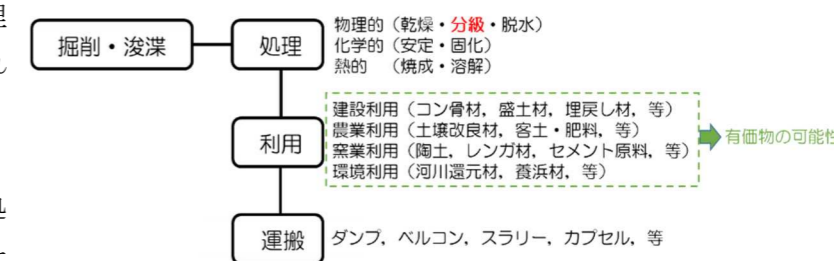 掘削・浚渫
処理
物理的（乾燥・分級・脱水）
化学的（安定・固化）
熱的　（焼成・溶解）
利用
建設利用（コン骨材，盛土材，埋戻し材，等）
農業利用（土壌改良材，客土・肥料，等）
窯業利用（陶土，レンガ材，セメント原料，等）
環境利用（河川還元材，養浜材，等）
有価物の可能性
運搬
ダンプ，ベルコン，スラリー，カプセル，等